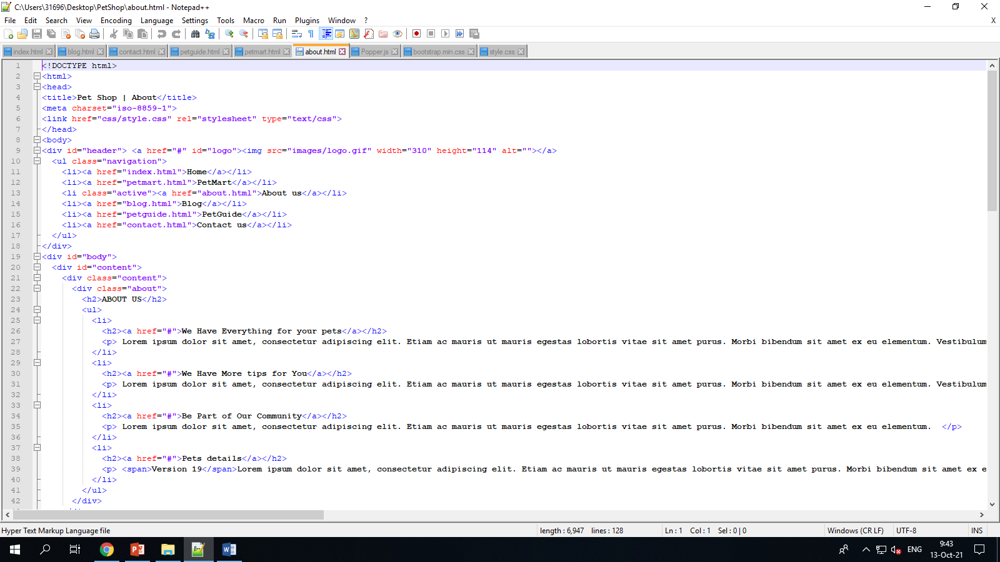 C:\Users\31696\Desktop\PetShop\about.html - Notepad++
File Edit Search View Encoding Language Settings Tools Macro Run Plugins Window ? X
index.html blog.html contact.html petguide.html petmart.html about.html Popper.js bootstrap.min.css style.css
1 <!DOCTYPE html>
2 <html>
3 <head>
4 <title>Pet Shop | About</title>
5 <meta charset="iso-8859-1">
6 <link href="css/style.css" rel="stylesheet" type="text/css">
7 </head>
8 <body>
9 <div id="header"> <a href="#" id="logo"><img src="images/logo.gif" width="310" height="114" alt=""></a>
10 <ul class="navigation">
11 <li><a href="index.html">Home</a></li>
12 <li><a href="petmart.html">PetMart</a></li>
13 <li class="active"><a href="about.html">About us</a></li>
14 <li><a href="blog.html">Blog</a></li>
15 <li><a href="petguide.html">PetGuide</a></li>
16 <li><a href="contact.html">Contact us</a></li>
17 </ul>
18 </div>
19 <div id="body">
20 <div id="content">
21 <div class="content">
22 <div class="about">
23 <h2>ABOUT US</h2>
24 <ul>
25 <li>
26 <h2><a href="#">We Have Everything for your pets</a></h2>
27 <p> Lorem ipsum dolor sit amet, consectetur adipiscing elit. Etiam ac mauris ut mauris egestas lobortis vitae sit amet purus. Morbi bibendum sit amet ex eu elementum. Vestibulum
28 </li>
29 <li>
30 <h2><a href="#">We Have More tips for You</a></h2>
31 <p> Lorem ipsum dolor sit amet, consectetur adipiscing elit. Etiam ac mauris ut mauris egestas lobortis vitae sit amet purus. Morbi bibendum sit amet ex eu elementum. Vestibulum
32 </li>
33 <li>
34 <h2><a href="#">Be Part of Our Community</a></h2>
35 <p> Lorem ipsum dolor sit amet, consectetur adipiscing elit. Etiam ac mauris ut mauris egestas lobortis vitae sit amet purus. Morbi bibendum sit amet ex eu elementum. </p>
36 </li>
37 <li>
38 <h2><a href="#">Pets details</a></h2>
39 <p> <span>Version 19</span>Lorem ipsum dolor sit amet, consectetur adipiscing elit. Etiam ac mauris ut mauris egestas lobortis vitae sit amet purus. Morbi bibendum sit amet ex e
40 </li>
41 </ul>
42 </div>
Hyper Text Markup Language file length : 6,947 lines : 128 Ln : 1 Col : 1 Sel : 0 | 0 Windows (CR LF) UTF-8 INS
ENG 9:43
13-Oct-21